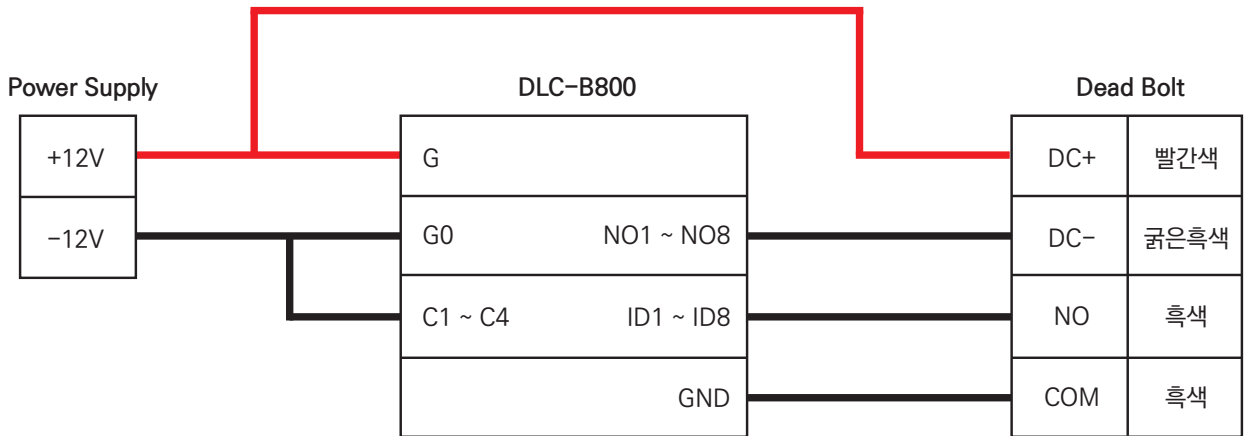 Power Supply
DLC-B800
Dead Bolt
+12V
G
DC+
빨간색
-12V
G0
NO1 ~ NO8
DC-
굵은흑색
C1 ~ C4
ID1 ~ ID8
NO
흑색
GND
COM
흑색